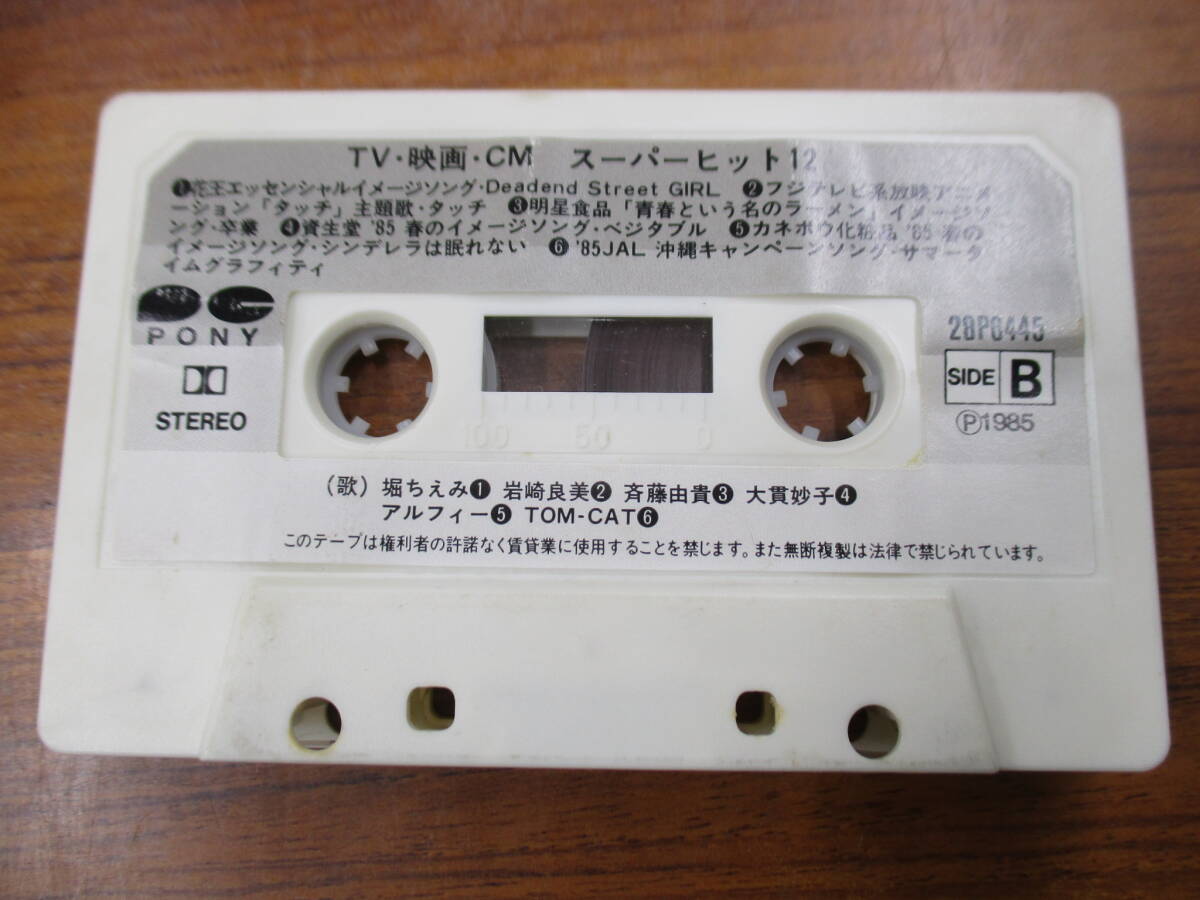 TV・映画・CM スーパーヒット12
❶花王エッセンシャルイメージソング・Deadend Street GIRL ❷フジテレビ系放映アニメ
ーション「タッチ」主題歌・タッチ ❸明星食品「青春という名のラーメン」イメージソ
ング・卒業 ❹資生堂 '85 春のイメージソング・ベジタブル ❺カネボウ化粧品 '85 春の
イメージソング・シンデレラは眠れない ❻ '85JAL 沖縄キャンペーンソング・サマータ
イムグラフィティ
PONY
STEREO
28P6445
SIDE B
Ⓟ1985
100 50 0
(歌) 堀ちえみ❶ 岩崎良美❷ 斉藤由貴❸ 大貫妙子❹
アルフィー❺ TOM-CAT❻
このテープは権利者の許諾なく賃貸業に使用することを禁じます。また無断複製は法律で禁じられています。